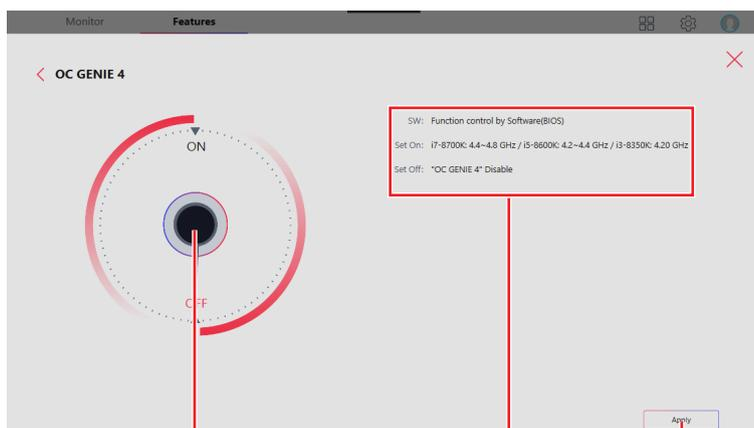 Monitor Features
OC GENIE 4
ON
OFF
SW: Function control by Software(BIOS)
Set On: i7-8700K: 4.4~4.8 GHz / i5-8600K: 4.2~4.4 GHz / i3-8350K: 4.20 GHz
Set Off: "OC GENIE 4" Disable
Apply